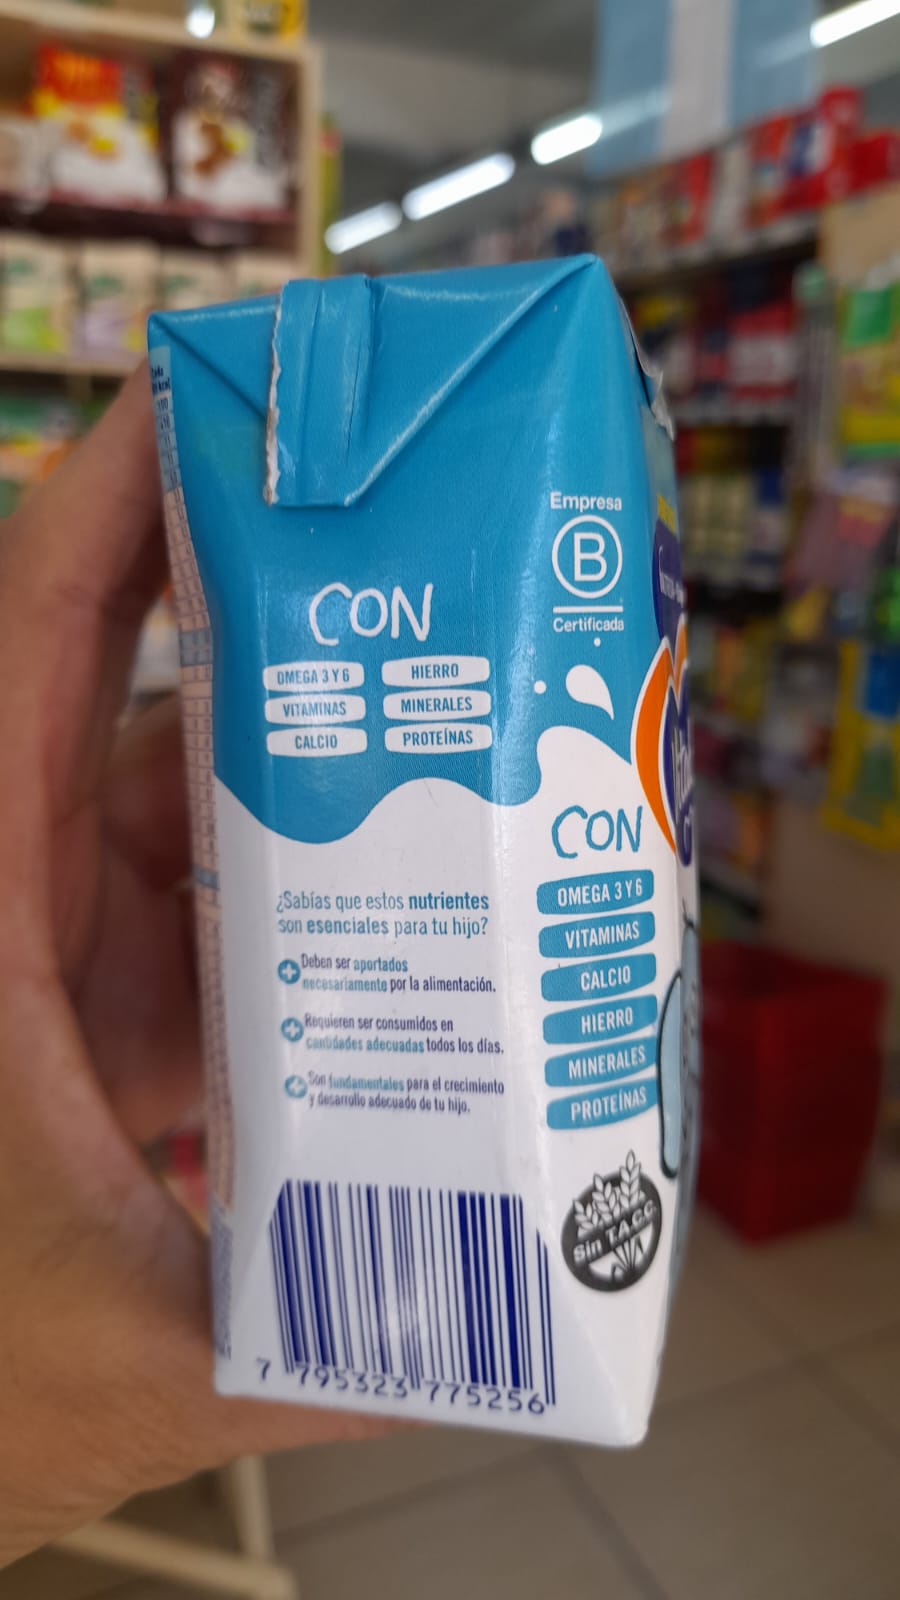 CON
OMEGA 3 Y 6
HIERRO
VITAMINAS
MINERALES
CALCIO
PROTEÍNAS
¿Sabías que estos nutrientes
son esenciales para tu hijo?
Deben ser aportados
necesariamente por la alimentación.
Requieren ser consumidos en
cantidades adecuadas todos los días.
Son fundamentales para el crecimiento
y desarrollo adecuado de tu hijo.
7 795323 775256
Empresa
B
Certificada
CON
OMEGA 3 Y 6
VITAMINAS
CALCIO
HIERRO
MINERALES
PROTEÍNAS
Sin T.A.C.C.